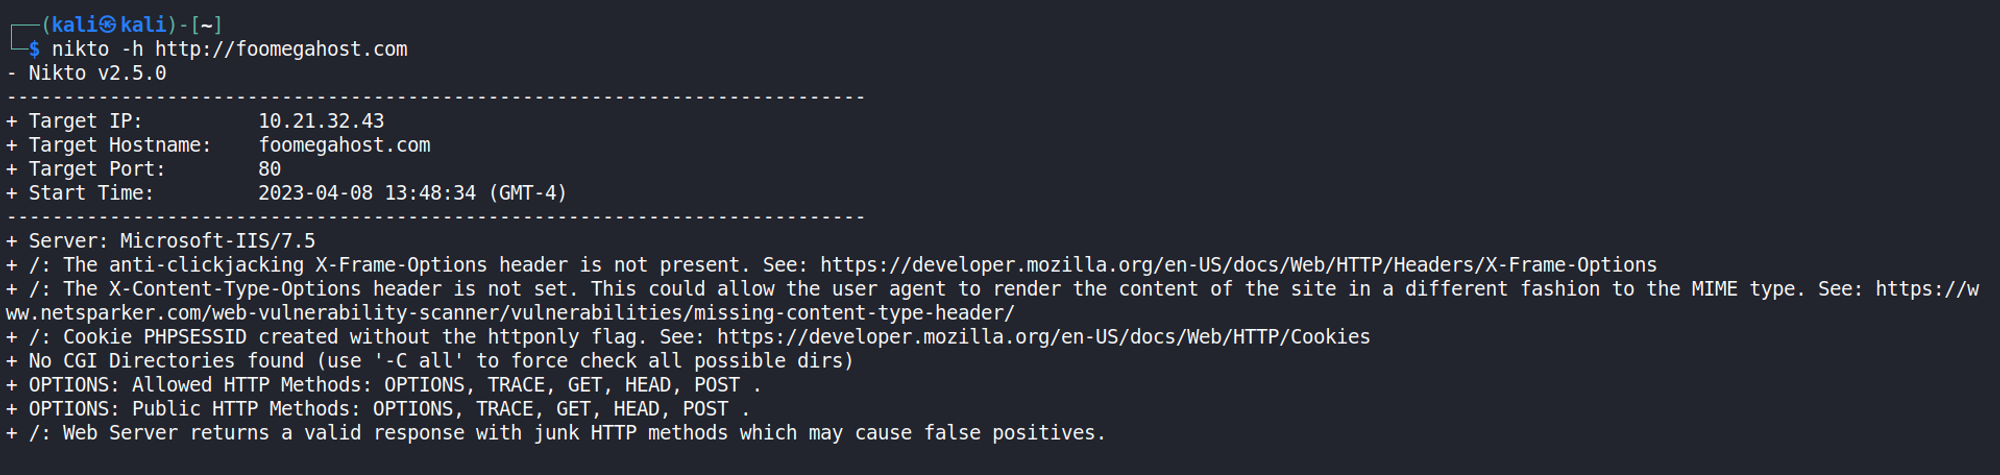 ┌──(kali㉿kali)-[~]
└─$ nikto -h http://foomegahost.com
- Nikto v2.5.0
---------------------------------------------------------------------------
+ Target IP:          10.21.32.43
+ Target Hostname:    foomegahost.com
+ Target Port:        80
+ Start Time:         2023-04-08 13:48:34 (GMT-4)
---------------------------------------------------------------------------
+ Server: Microsoft-IIS/7.5
+ /: The anti-clickjacking X-Frame-Options header is not present. See: https://developer.mozilla.org/en-US/docs/Web/HTTP/Headers/X-Frame-Options
+ /: The X-Content-Type-Options header is not set. This could allow the user agent to render the content of the site in a different fashion to the MIME type. See: https://w
ww.netsparker.com/web-vulnerability-scanner/vulnerabilities/missing-content-type-header/
+ /: Cookie PHPSESSID created without the httponly flag. See: https://developer.mozilla.org/en-US/docs/Web/HTTP/Cookies
+ No CGI Directories found (use '-C all' to force check all possible dirs)
+ OPTIONS: Allowed HTTP Methods: OPTIONS, TRACE, GET, HEAD, POST .
+ OPTIONS: Public HTTP Methods: OPTIONS, TRACE, GET, HEAD, POST .
+ /: Web Server returns a valid response with junk HTTP methods which may cause false positives.